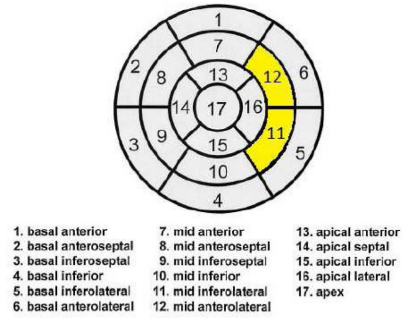 1
7
2
8
12
6
13
14
17
16
3
9
15
11
5
10
4
1. basal anterior
2. basal anteroseptal
3. basal inferoseptal
4. basal inferior
5. basal inferolateral
6. basal anterolateral
7. mid anterior
8. mid anteroseptal
9. mid inferoseptal
10. mid inferior
11. mid inferolateral
12. mid anterolateral
13. apical anterior
14. apical septal
15. apical inferior
16. apical lateral
17. apex